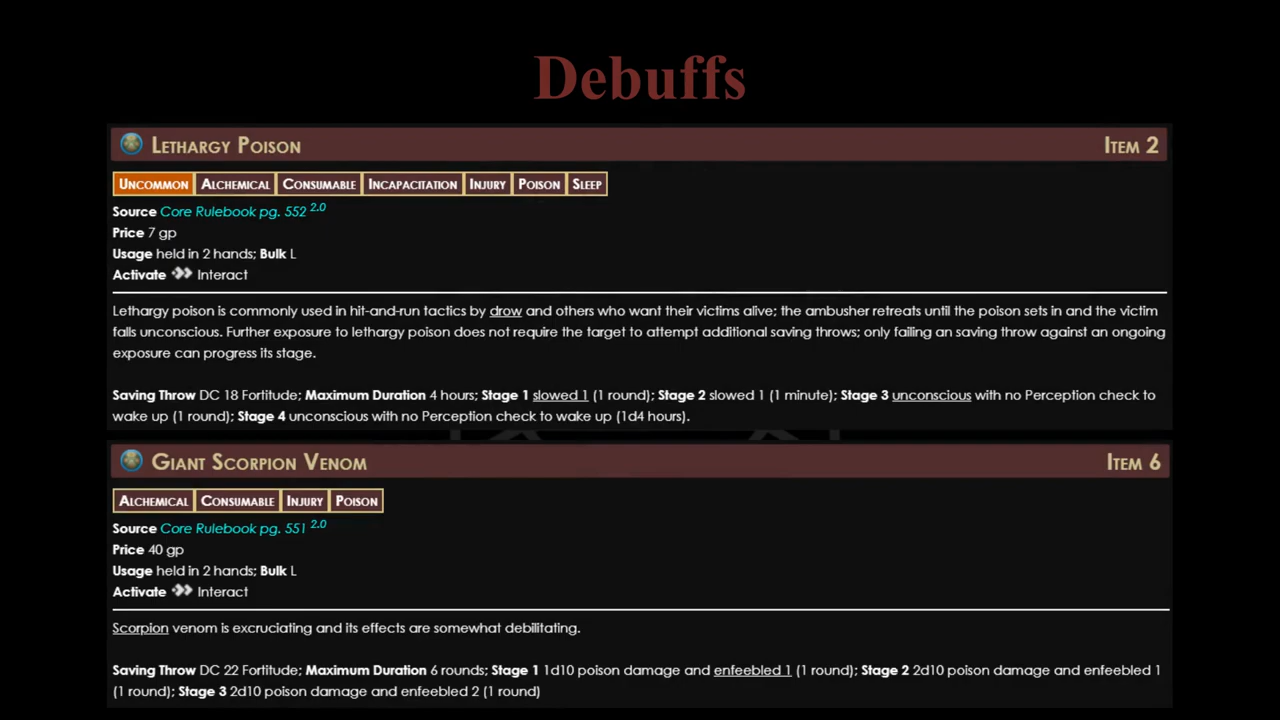 Debuffs
Lethargy Poison Item 2
Uncommon Alchemical Consumable Incapacitation Injury Poison Sleep
Source Core Rulebook pg. 552 2.0
Price 7 gp
Usage held in 2 hands; Bulk L
Activate Interact
Lethargy poison is commonly used in hit-and-run tactics by drow and others who want their victims alive; the ambusher retreats until the poison sets in and the victim
falls unconscious. Further exposure to lethargy poison does not require the target to attempt additional saving throws; only failing an saving throw against an ongoing
exposure can progress its stage.
Saving Throw DC 18 Fortitude; Maximum Duration 4 hours; Stage 1 slowed 1 (1 round); Stage 2 slowed 1 (1 minute); Stage 3 unconscious with no Perception check to
wake up (1 round); Stage 4 unconscious with no Perception check to wake up (1d4 hours).
Giant Scorpion Venom Item 6
Alchemical Consumable Injury Poison
Source Core Rulebook pg. 551 2.0
Price 40 gp
Usage held in 2 hands; Bulk L
Activate Interact
Scorpion venom is excruciating and its effects are somewhat debilitating.
Saving Throw DC 22 Fortitude; Maximum Duration 6 rounds; Stage 1 1d10 poison damage and enfeebled 1 (1 round); Stage 2 2d10 poison damage and enfeebled 1
(1 round); Stage 3 2d10 poison damage and enfeebled 2 (1 round)